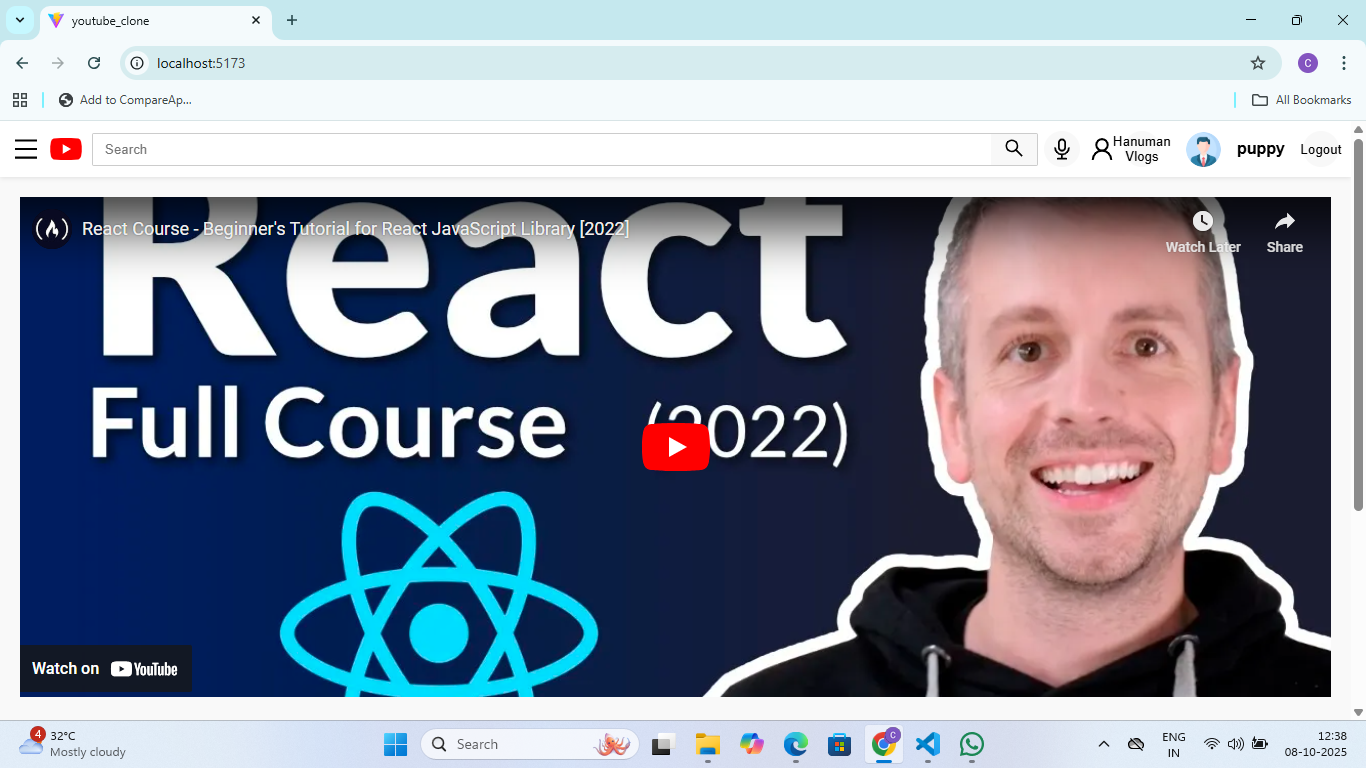 youtube_clone
localhost:5173
C
Add to CompareAp...
All Bookmarks
Search
Hanuman
Vlogs
puppy
Logout
React Course - Beginner's Tutorial for React JavaScript Library [2022]
Watch Later
Share
React
Full Course (2022)
Watch on YouTube
4
32°C
Mostly cloudy
Search
C
ENG
IN
12:38
08-10-2025